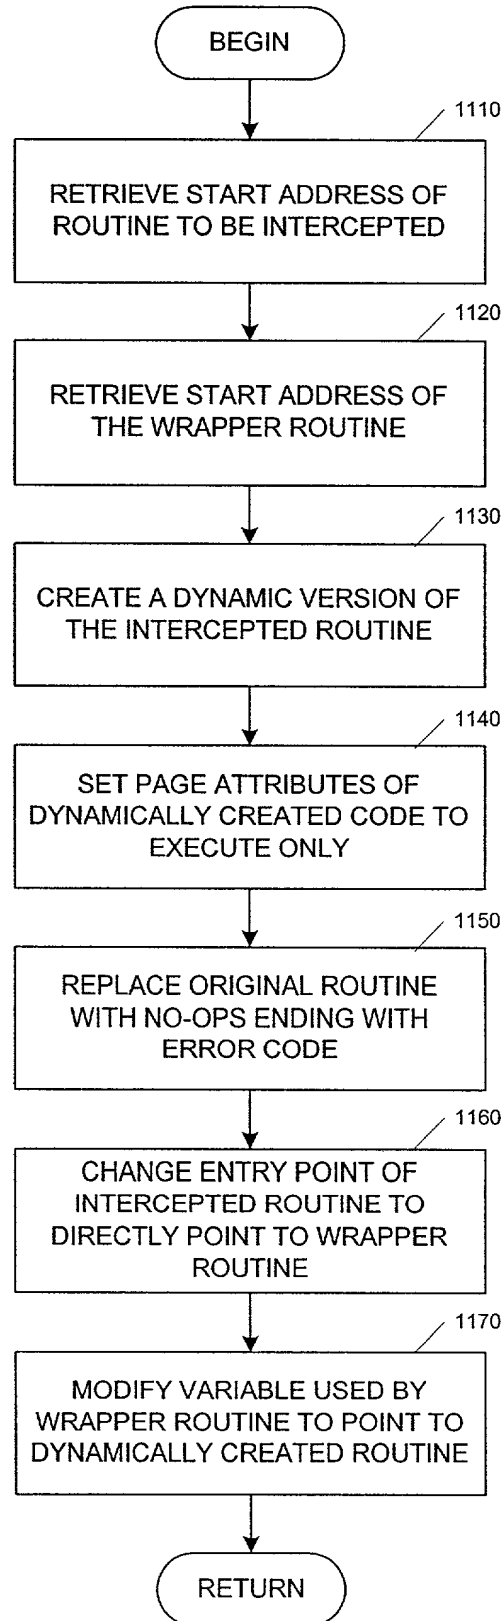 BEGIN
1110
RETRIEVE START ADDRESS OF
ROUTINE TO BE INTERCEPTED
1120
RETRIEVE START ADDRESS OF
THE WRAPPER ROUTINE
1130
CREATE A DYNAMIC VERSION OF
THE INTERCEPTED ROUTINE
1140
SET PAGE ATTRIBUTES OF
DYNAMICALLY CREATED CODE TO
EXECUTE ONLY
1150
REPLACE ORIGINAL ROUTINE
WITH NO-OPS ENDING WITH
ERROR CODE
1160
CHANGE ENTRY POINT OF
INTERCEPTED ROUTINE TO
DIRECTLY POINT TO WRAPPER
ROUTINE
1170
MODIFY VARIABLE USED BY
WRAPPER ROUTINE TO POINT TO
DYNAMICALLY CREATED ROUTINE
RETURN